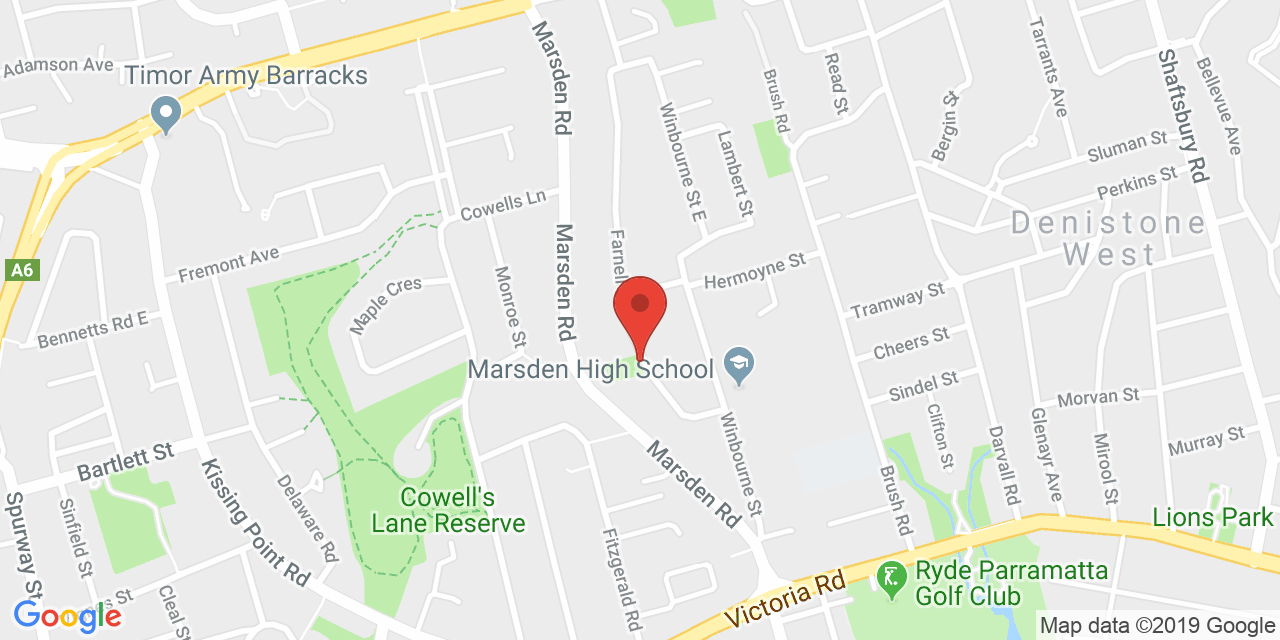 Adamson Ave
Timor Army Barracks
Marsden Rd
Brush Rd
Read St
Tarrants Ave
Shaftsbury Rd
Bellevue Ave
Winbourne St E
Lambert St
Bergin St
Sluman St
Perkins St
Cowells Ln
Denistone
West
A6
Fremont Ave
Marsden Rd
Farnell
Hermoyne St
Tramway St
Maple Cres
Monroe St
Bennetts Rd E
Cheers St
Marsden High School
Sindel St
Morvan St
Clifton St
Darvall Rd
Glenayr Ave
Mirool St
Murray St
Bartlett St
Kissing Point Rd
Delaware Rd
Winbourne St
Marsden Rd
Brush Rd
Spurway St
Sinfield St
Cowell's
Lane Reserve
Fitzgerald Rd
Lions Park
Victoria Rd
Ryde Parramatta
Golf Club
Cleal St
St
Google
Map data ©2019 Google